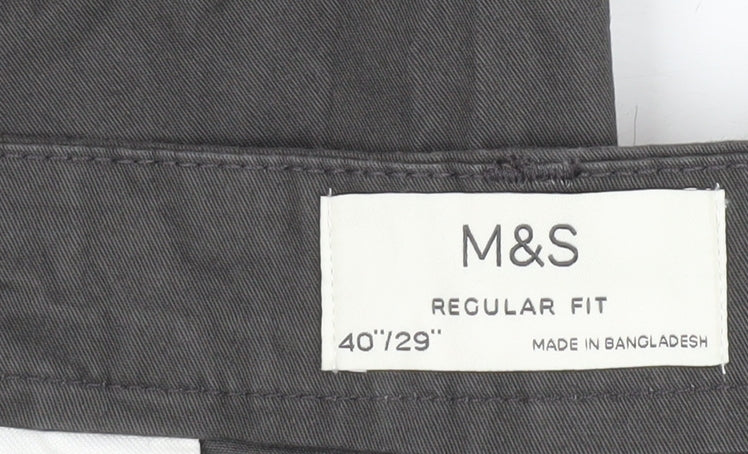 M&S
REGULAR FIT
40"/29"
MADE IN BANGLADESH